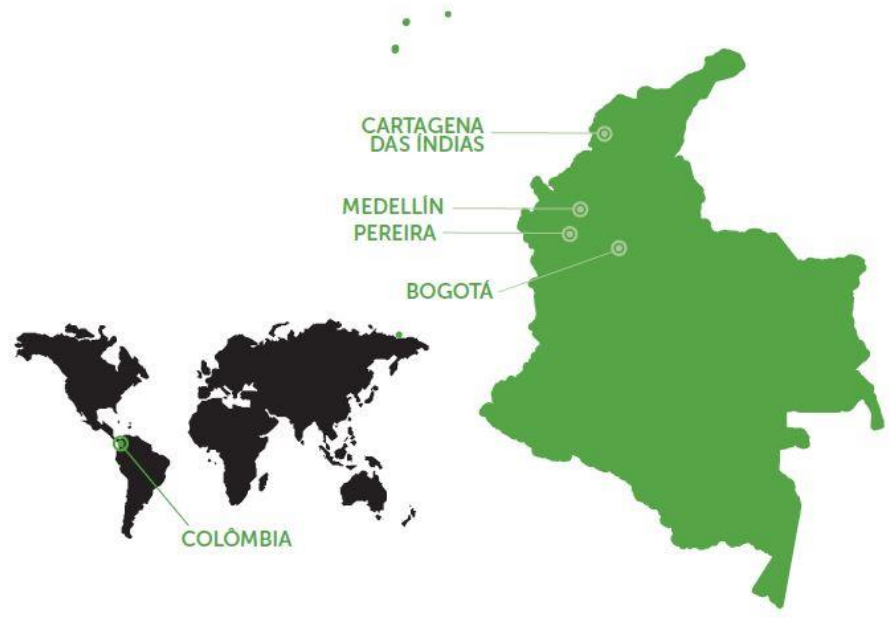 CARTAGENA
DAS ÍNDIAS
MEDELLÍN
PEREIRA
BOGOTÁ
COLÔMBIA